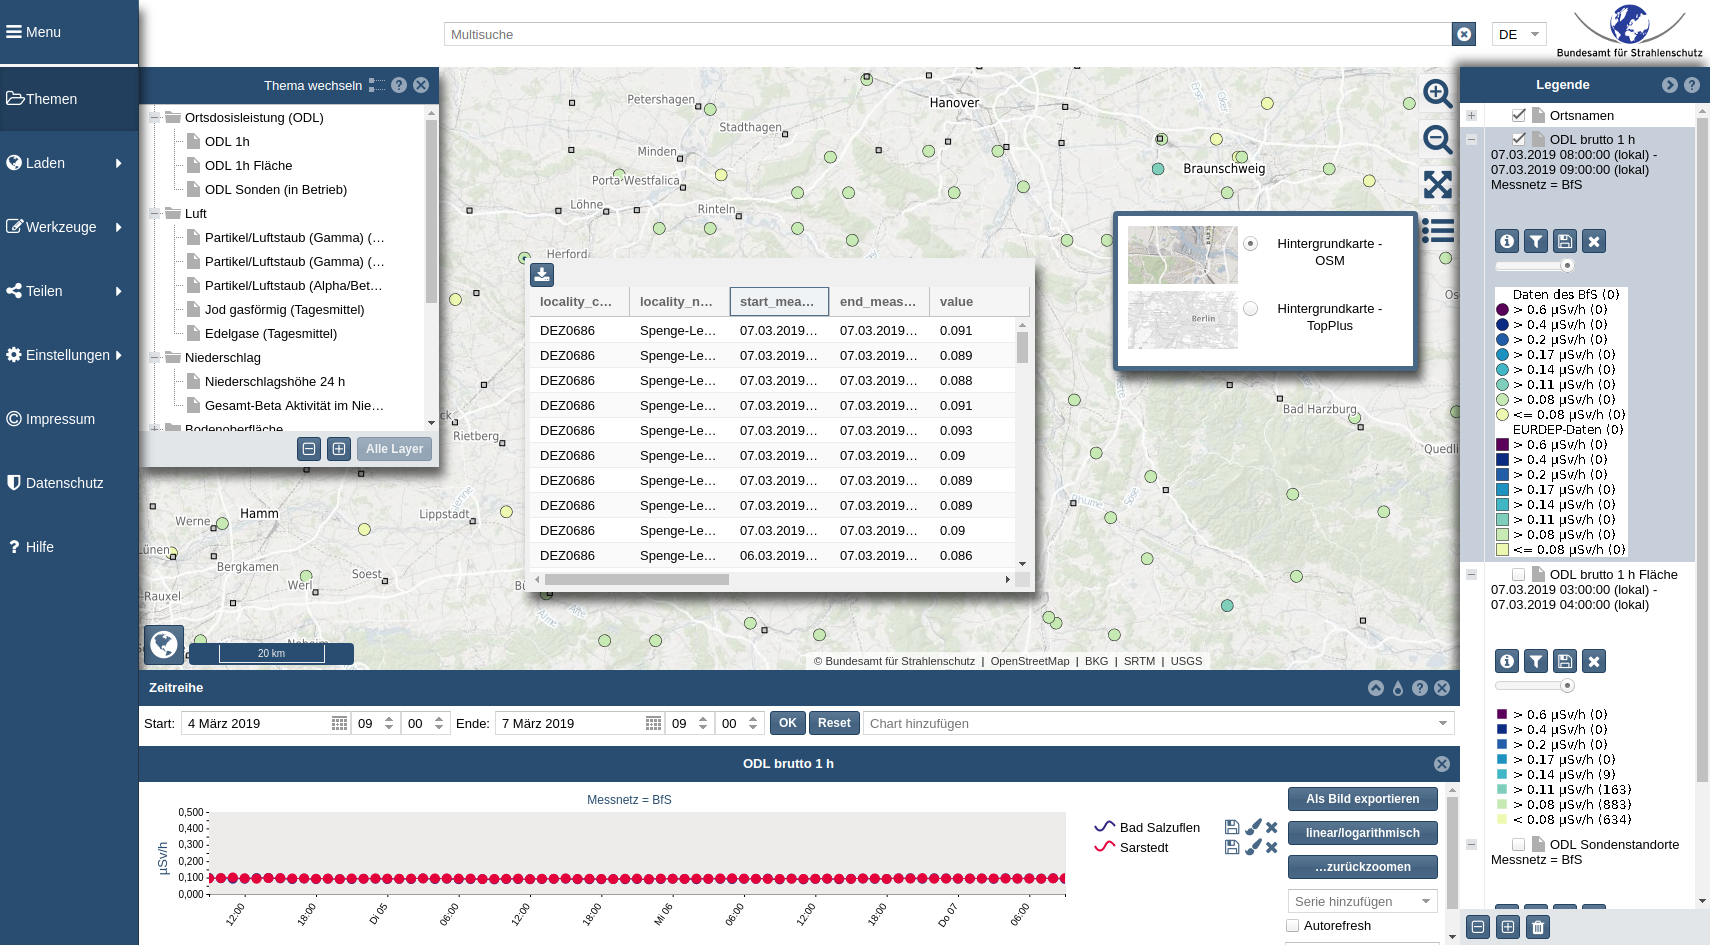 Menu
Themen
Laden
Werkzeuge
Teilen
Einstellungen
Impressum
Datenschutz
Hilfe
Multisuche
DE
Bundesamt für Strahlenschutz
Thema wechseln
Ortsdosisleistung (ODL)
ODL 1h
ODL 1h Fläche
ODL Sonden (in Betrieb)
Luft
Partikel/Luftstaub (Gamma) (…
Partikel/Luftstaub (Gamma) (…
Partikel/Luftstaub (Alpha/Bet…
Jod gasförmig (Tagesmittel)
Edelgase (Tagesmittel)
Niederschlag
Niederschlagshöhe 24 h
Gesamt-Beta Aktivität im Nie…
Bodenoberfläche
Alle Layer
Petershagen
Hanover
Stadthagen
Minden
Porta Westfalica
Braunschweig
Löhne
Rinteln
Herford
Rietberg
Bad Harzburg
Quedli
Hamm
Werne
Lippstadt
Lünen
Bergkamen
Soest
Werl
-Rauxel
20 km
locality_c… locality_n… start_mea… end_meas… value
DEZ0686 Spenge-Le… 07.03.2019… 07.03.2019… 0.091
DEZ0686 Spenge-Le… 07.03.2019… 07.03.2019… 0.089
DEZ0686 Spenge-Le… 07.03.2019… 07.03.2019… 0.088
DEZ0686 Spenge-Le… 07.03.2019… 07.03.2019… 0.091
DEZ0686 Spenge-Le… 07.03.2019… 07.03.2019… 0.093
DEZ0686 Spenge-Le… 07.03.2019… 07.03.2019… 0.09
DEZ0686 Spenge-Le… 07.03.2019… 07.03.2019… 0.089
DEZ0686 Spenge-Le… 07.03.2019… 07.03.2019… 0.089
DEZ0686 Spenge-Le… 07.03.2019… 07.03.2019… 0.09
DEZ0686 Spenge-Le… 06.03.2019… 07.03.2019… 0.086
Hintergrundkarte -
OSM
Berlin
Hintergrundkarte -
TopPlus
© Bundesamt für Strahlenschutz | OpenStreetMap | BKG | SRTM | USGS
Legende
Ortsnamen
ODL brutto 1 h
07.03.2019 08:00:00 (lokal) -
07.03.2019 09:00:00 (lokal)
Messnetz = BfS
Daten des BfS (0)
> 0.6 µSv/h (0)
> 0.4 µSv/h (0)
> 0.2 µSv/h (0)
> 0.17 µSv/h (0)
> 0.14 µSv/h (0)
> 0.11 µSv/h (0)
> 0.08 µSv/h (0)
<= 0.08 µSv/h (0)
EURDEP-Daten (0)
> 0.6 µSv/h (0)
> 0.4 µSv/h (0)
> 0.2 µSv/h (0)
> 0.17 µSv/h (0)
> 0.14 µSv/h (0)
> 0.11 µSv/h (0)
> 0.08 µSv/h (0)
<= 0.08 µSv/h (0)
ODL brutto 1 h Fläche
07.03.2019 03:00:00 (lokal) -
07.03.2019 04:00:00 (lokal)
> 0.6 µSv/h (0)
> 0.4 µSv/h (0)
> 0.2 µSv/h (0)
> 0.17 µSv/h (0)
> 0.14 µSv/h (9)
> 0.11 µSv/h (163)
> 0.08 µSv/h (883)
< 0.08 µSv/h (634)
ODL Sondenstandorte
Messnetz = BfS
Zeitreihe
Start: 4 März 2019 09 00 Ende: 7 März 2019 09 00 OK Reset Chart hinzufügen
ODL brutto 1 h
Messnetz = BfS
µSv/h
0,500
0,400
0,300
0,200
0,100
0,000
12:00 18:00 Di 05 06:00 12:00 18:00 Mi 06 06:00 12:00 18:00 Do 07 06:00
Bad Salzuflen
Sarstedt
Als Bild exportieren
linear/logarithmisch
…zurückzoomen
Serie hinzufügen
Autorefresh